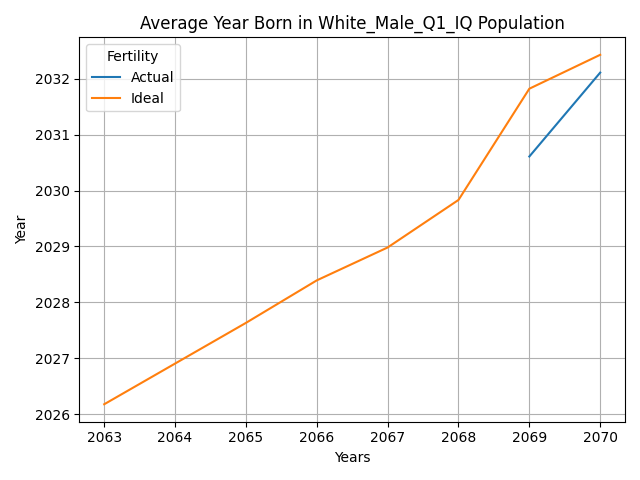 Average Year Born in White_Male_Q1_IQ Population
Fertility
Actual
Ideal
2032
2031
2030
2029
2028
2027
2026
Year
2063 2064 2065 2066 2067 2068 2069 2070
Years